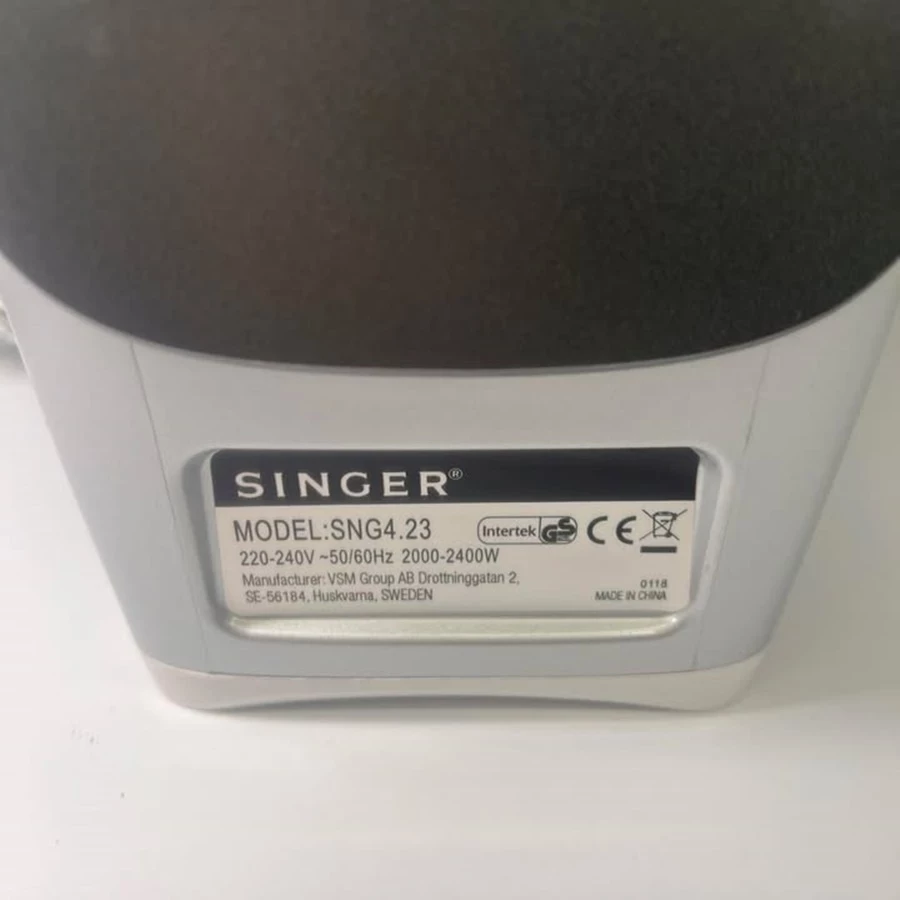 SINGER®
MODEL:SNG4.23
Intertek GS CE
220-240V ~50/60Hz 2000-2400W
Manufacturer: VSM Group AB Drottninggatan 2,
SE-56184, Huskvarna, SWEDEN
0118
MADE IN CHINA